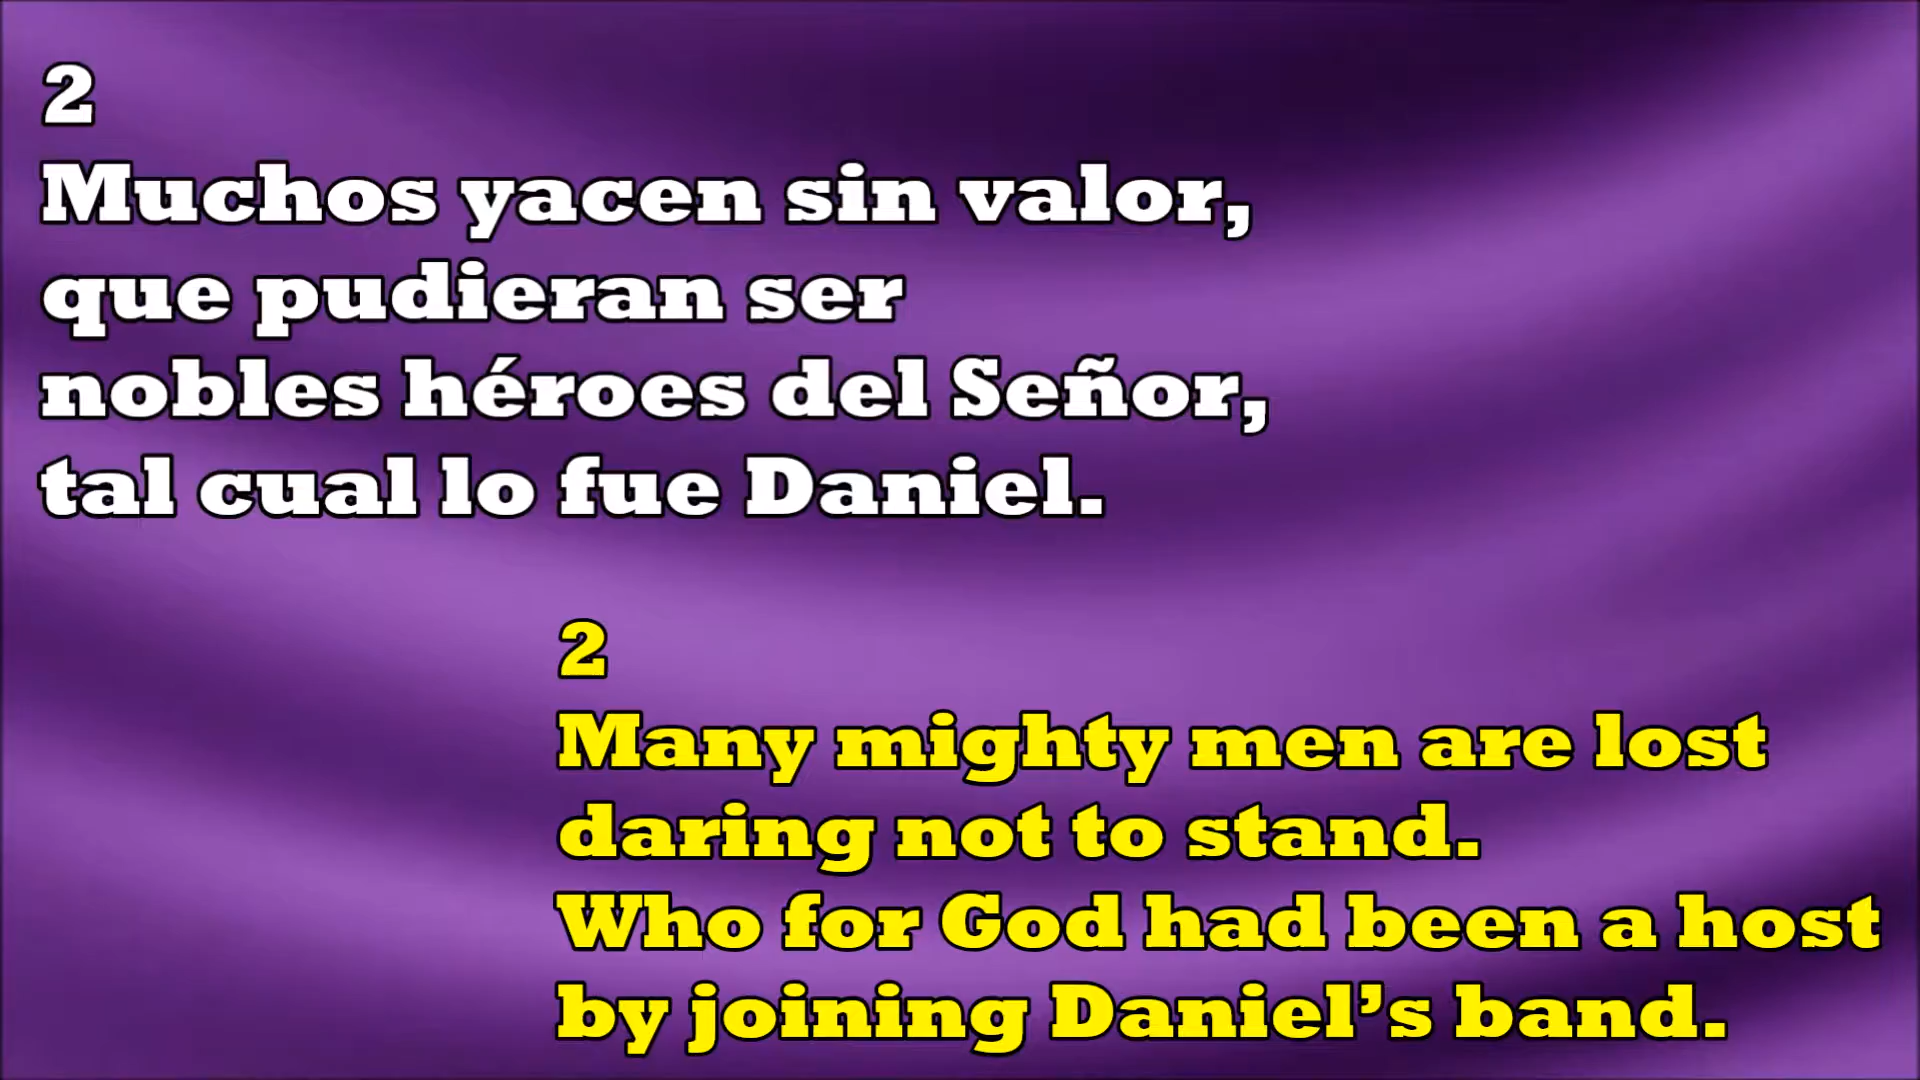 2
Muchos yacen sin valor,
que pudieran ser
nobles héroes del Señor,
tal cual lo fue Daniel.
2
Many mighty men are lost
daring not to stand.
Who for God had been a host
by joining Daniel’s band.